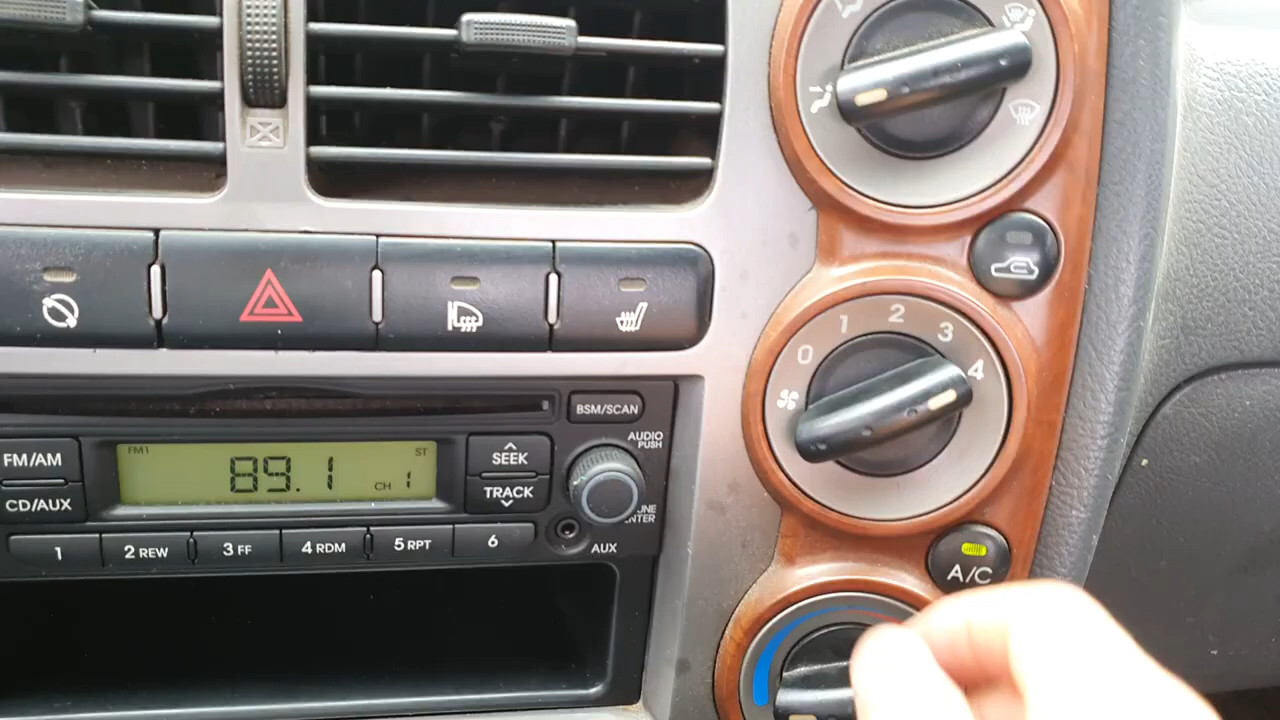 BSM/SCAN
AUDIO
PUSH
FM/AM
CD/AUX
FM1
ST
89.1
CH 1
SEEK
TRACK
1
2 REW
3 FF
4 RDM
5 RPT
6
AUX
0
1
2
3
4
A/C